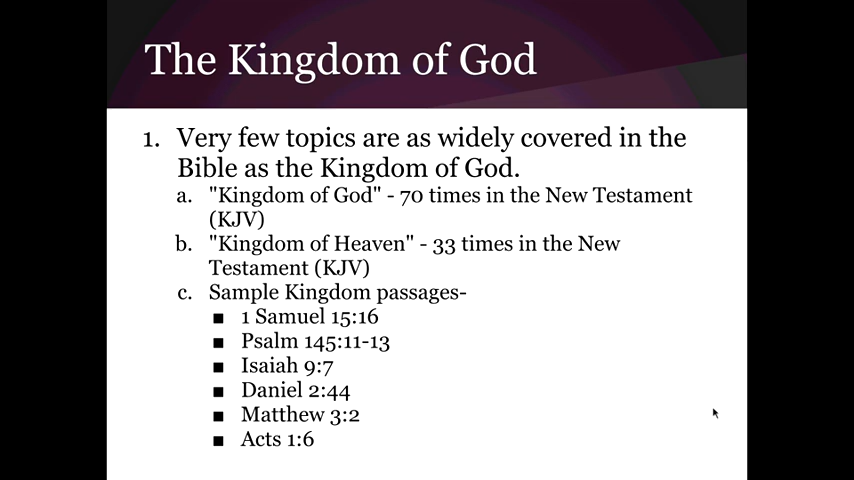 The Kingdom of God
1. Very few topics are as widely covered in the
Bible as the Kingdom of God.
a. "Kingdom of God" - 70 times in the New Testament
(KJV)
b. "Kingdom of Heaven" - 33 times in the New
Testament (KJV)
c. Sample Kingdom passages-
■ 1 Samuel 15:16
■ Psalm 145:11-13
■ Isaiah 9:7
■ Daniel 2:44
■ Matthew 3:2
■ Acts 1:6